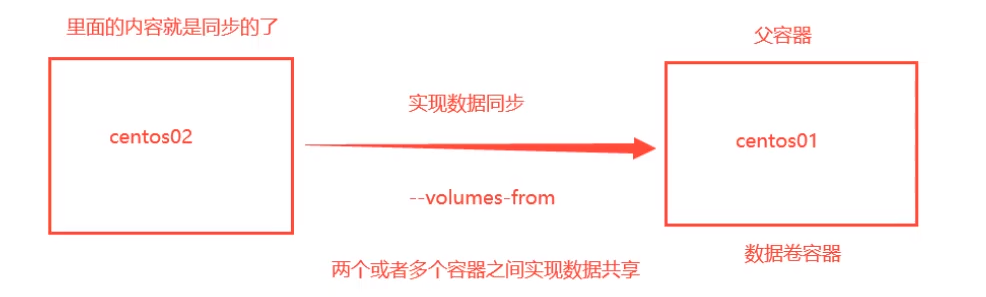 里面的内容就是同步的了
父容器
实现数据同步
centos02
centos01
--volumes-from
数据卷容器
两个或者多个容器之间实现数据共享